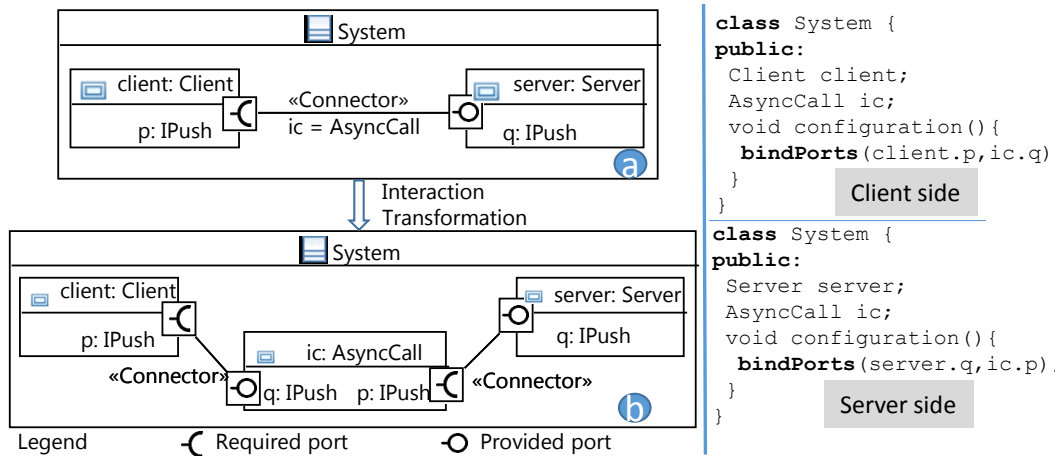 System
client: Client
p: IPush
«Connector»
ic = AsyncCall
server: Server
q: IPush
a
Interaction
Transformation
System
client: Client
p: IPush
«Connector»
ic: AsyncCall
q: IPush p: IPush
«Connector»
server: Server
q: IPush
b
Legend Required port Provided port
class System {
public:
Client client;
AsyncCall ic;
void configuration(){
bindPorts(client.p,ic.q)
}
}
Client side
class System {
public:
Server server;
AsyncCall ic;
void configuration(){
bindPorts(server.q,ic.p),
}
}
Server side